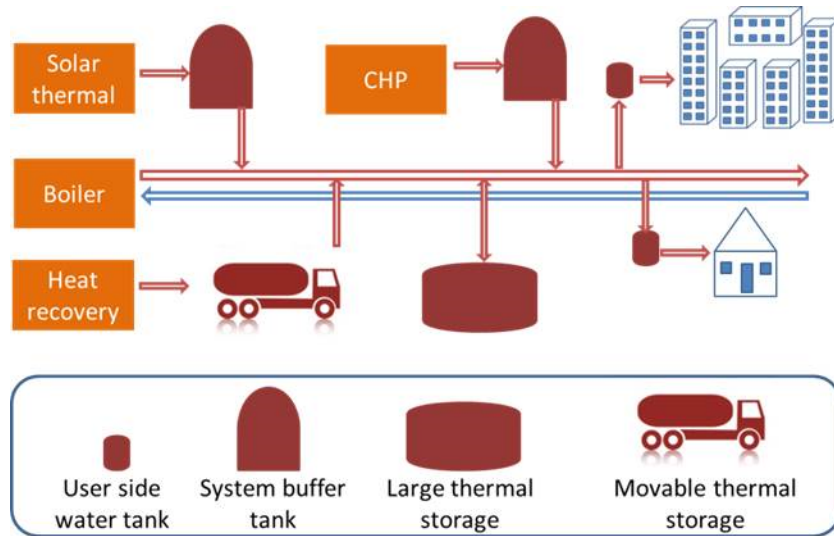 Solar
thermal
CHP
Boiler
Heat
recovery
User side
water tank
System buffer
tank
Large thermal
storage
Movable thermal
storage